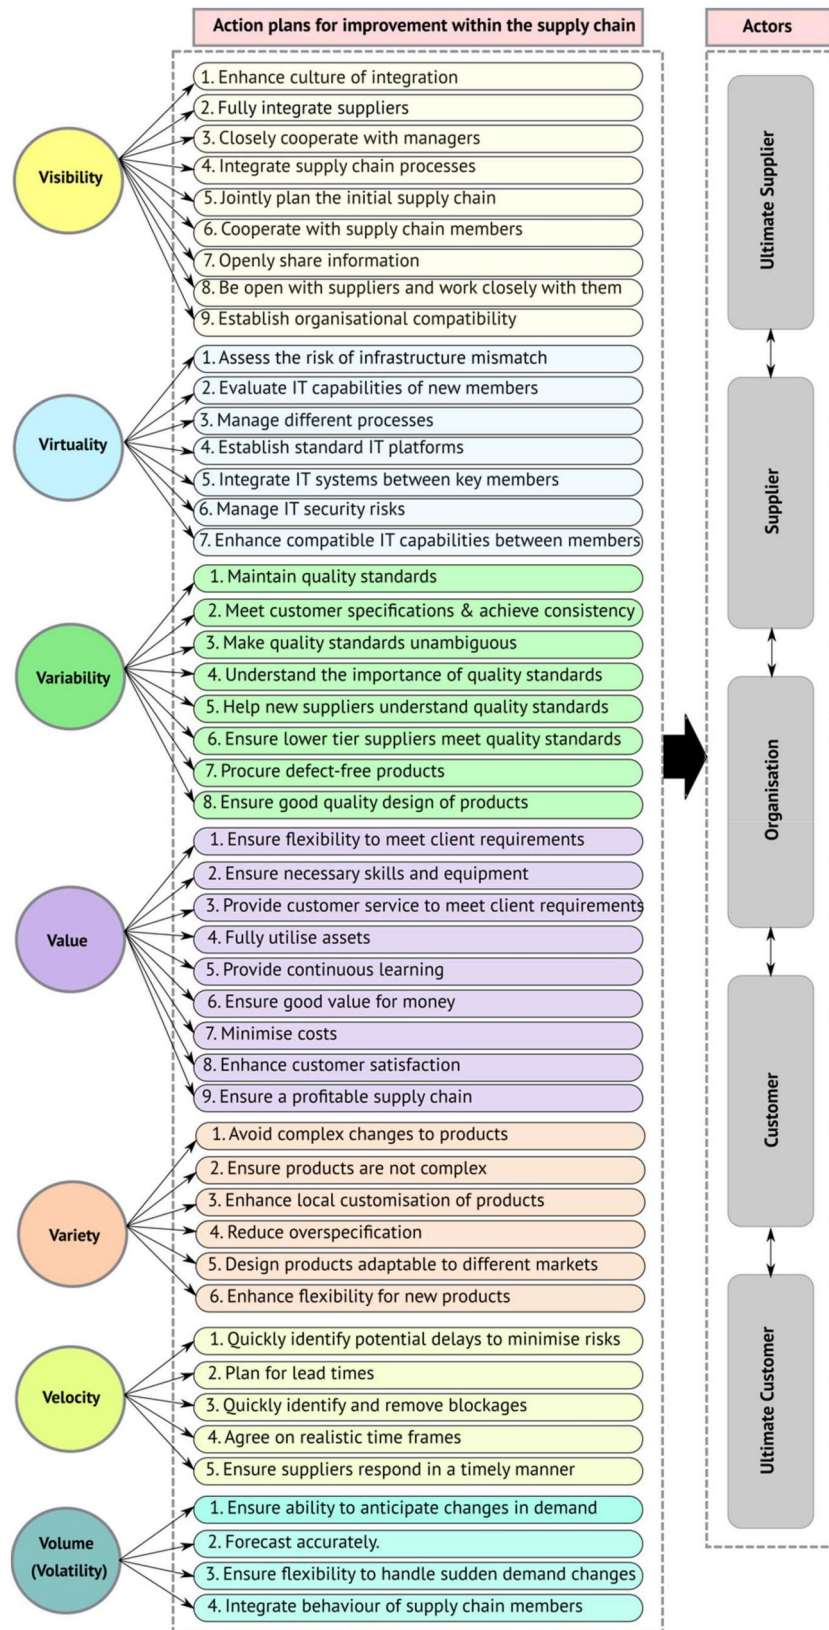 Action plans for improvement within the supply chain
Actors
Visibility
1. Enhance culture of integration
2. Fully integrate suppliers
3. Closely cooperate with managers
4. Integrate supply chain processes
5. Jointly plan the initial supply chain
6. Cooperate with supply chain members
7. Openly share information
8. Be open with suppliers and work closely with them
9. Establish organisational compatibility
Virtuality
1. Assess the risk of infrastructure mismatch
2. Evaluate IT capabilities of new members
3. Manage different processes
4. Establish standard IT platforms
5. Integrate IT systems between key members
6. Manage IT security risks
7. Enhance compatible IT capabilities between members
Variability
1. Maintain quality standards
2. Meet customer specifications & achieve consistency
3. Make quality standards unambiguous
4. Understand the importance of quality standards
5. Help new suppliers understand quality standards
6. Ensure lower tier suppliers meet quality standards
7. Procure defect-free products
8. Ensure good quality design of products
Value
1. Ensure flexibility to meet client requirements
2. Ensure necessary skills and equipment
3. Provide customer service to meet client requirements
4. Fully utilise assets
5. Provide continuous learning
6. Ensure good value for money
7. Minimise costs
8. Enhance customer satisfaction
9. Ensure a profitable supply chain
Variety
1. Avoid complex changes to products
2. Ensure products are not complex
3. Enhance local customisation of products
4. Reduce overspecification
5. Design products adaptable to different markets
6. Enhance flexibility for new products
Velocity
1. Quickly identify potential delays to minimise risks
2. Plan for lead times
3. Quickly identify and remove blockages
4. Agree on realistic time frames
5. Ensure suppliers respond in a timely manner
Volume
(Volatility)
1. Ensure ability to anticipate changes in demand
2. Forecast accurately.
3. Ensure flexibility to handle sudden demand changes
4. Integrate behaviour of supply chain members
Ultimate Supplier
Supplier
Organisation
Customer
Ultimate Customer